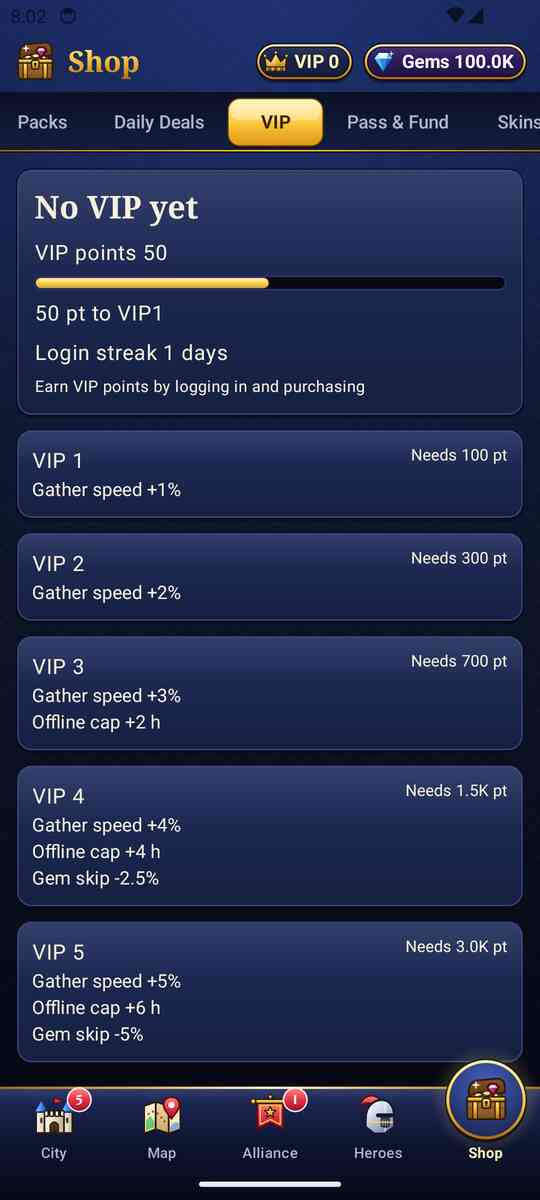 8:02
Shop
VIP 0
Gems 100.0K
Packs
Daily Deals
VIP
Pass & Fund
Skins
No VIP yet
VIP points 50
50 pt to VIP1
Login streak 1 days
Earn VIP points by logging in and purchasing
VIP 1
Needs 100 pt
Gather speed +1%
VIP 2
Needs 300 pt
Gather speed +2%
VIP 3
Needs 700 pt
Gather speed +3%
Offline cap +2 h
VIP 4
Needs 1.5K pt
Gather speed +4%
Offline cap +4 h
Gem skip -2.5%
VIP 5
Needs 3.0K pt
Gather speed +5%
Offline cap +6 h
Gem skip -5%
5
1
City
Map
Alliance
Heroes
Shop